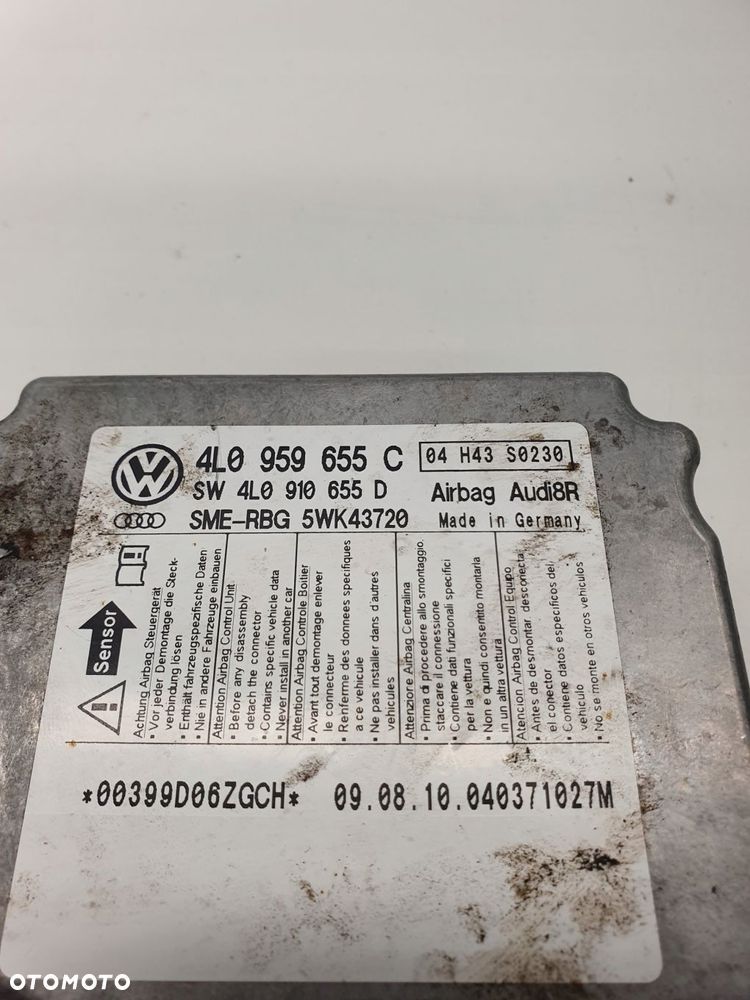 4L0 959 655 C
04 H43 S0230
SW 4L0 910 655 D
Airbag Audi8R
SME-RBG 5WK43720
Made in Germany
Sensor
Achtung Airbag Steuergerät
• Vor jeder Demontage die Steck-
verbindung lösen
• Enthält fahrzeugspezifische Daten
• Nie in andere Fahrzeuge einbauen
Attention Airbag Control Unit
• Before any disassembly
detach the connector
• Contains specific vehicle data
• Never install in another car
Attention Airbag Controle Boitier
• Avant tout demontage enlever
le connecteur
• Renferme des donnees specifiques
a ce vehicule
• Ne pas installer dans d'autres
vehicules
Attenziore Airbag Centralina
• Prima di procedere allo smontaggio.
staccare il connessione
• Contiene dati funzionali specifici
per la vettura
• Non e quindi consentito montarla
in un altra vettura
Atencion Airbag Control Equipo
• Antes de desmontar. desconectar
el conector
• Contiene datos especificos del
vehiculo
• No se monte en otros vehiculos
*00399D06ZGCH*
09.08.10.040371027M
OTOMOTO